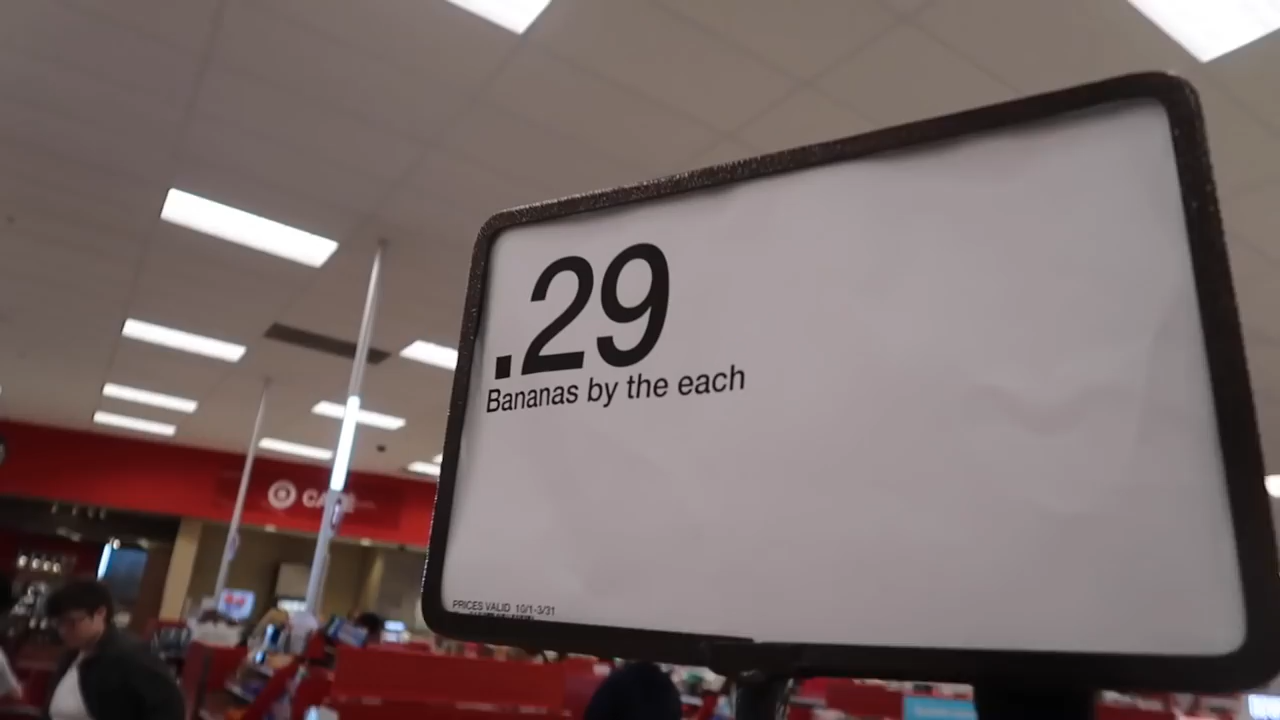 .29
Bananas by the each
PRICES VALID 10/1-3/31